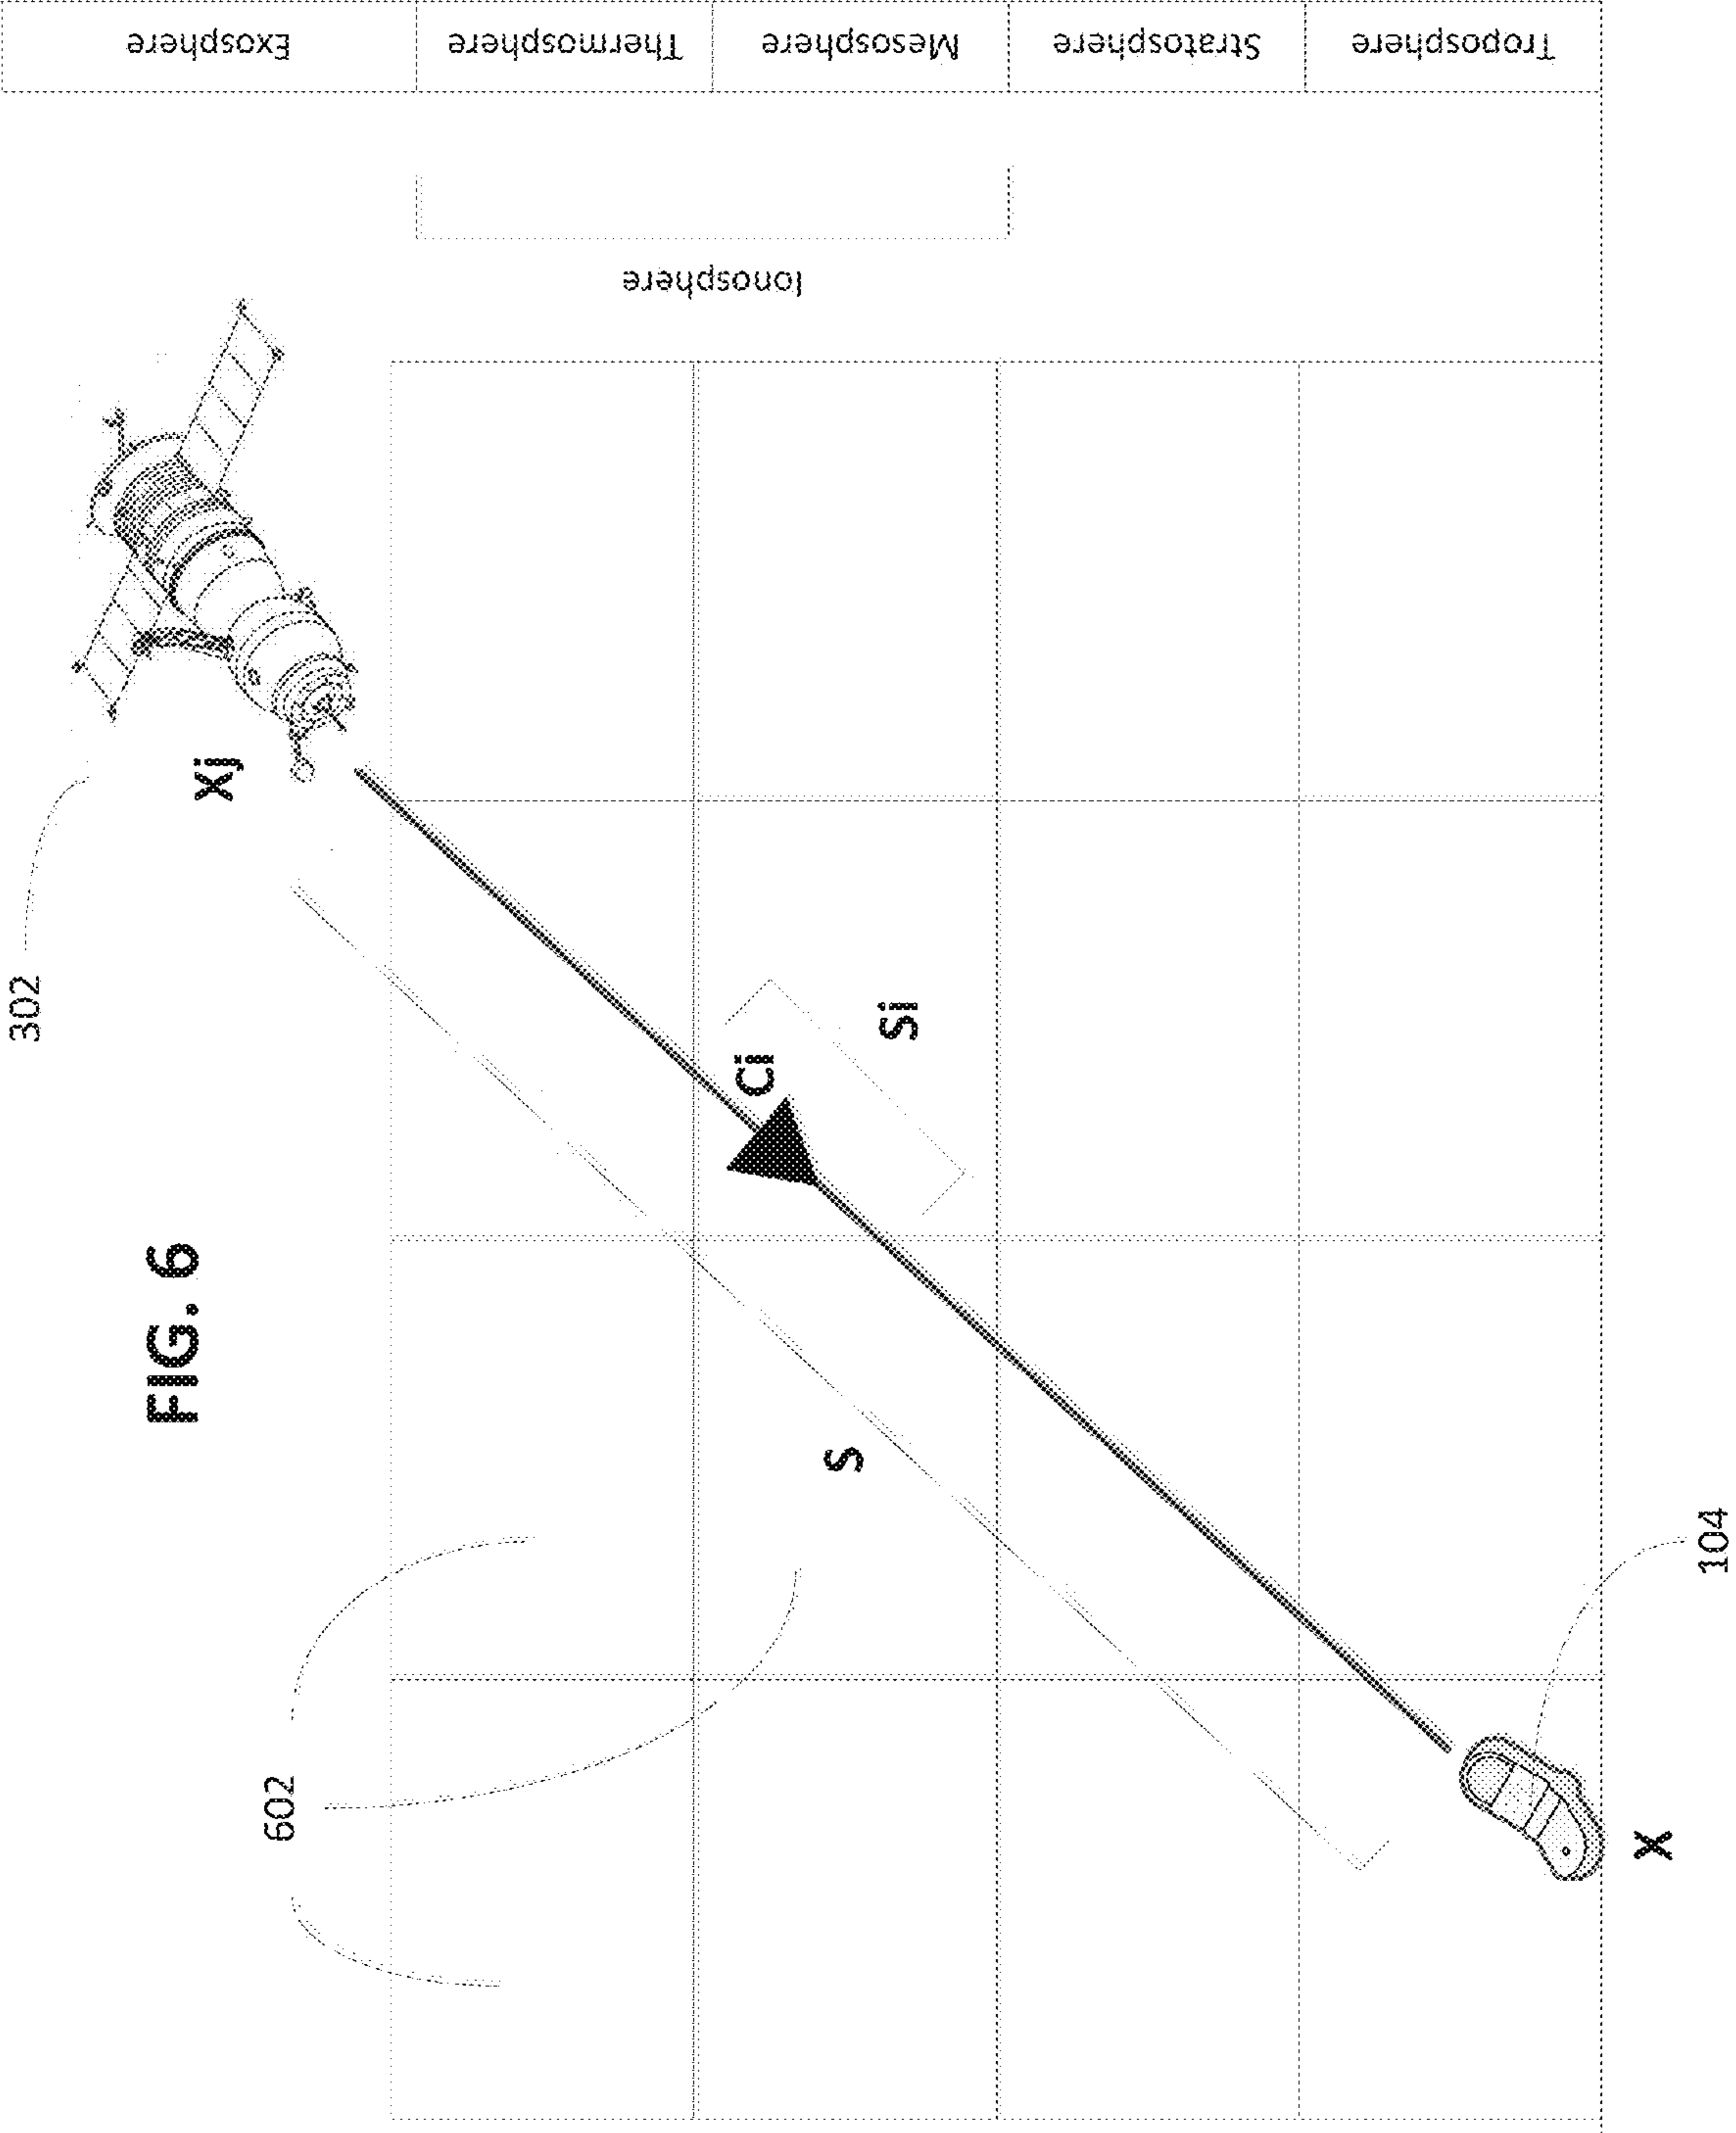 FIG. 6
302
Xj
Exosphere
Thermosphere
Mesosphere
Stratosphere
Troposphere
Ionosphere
602
S
Ci
Si
X
104